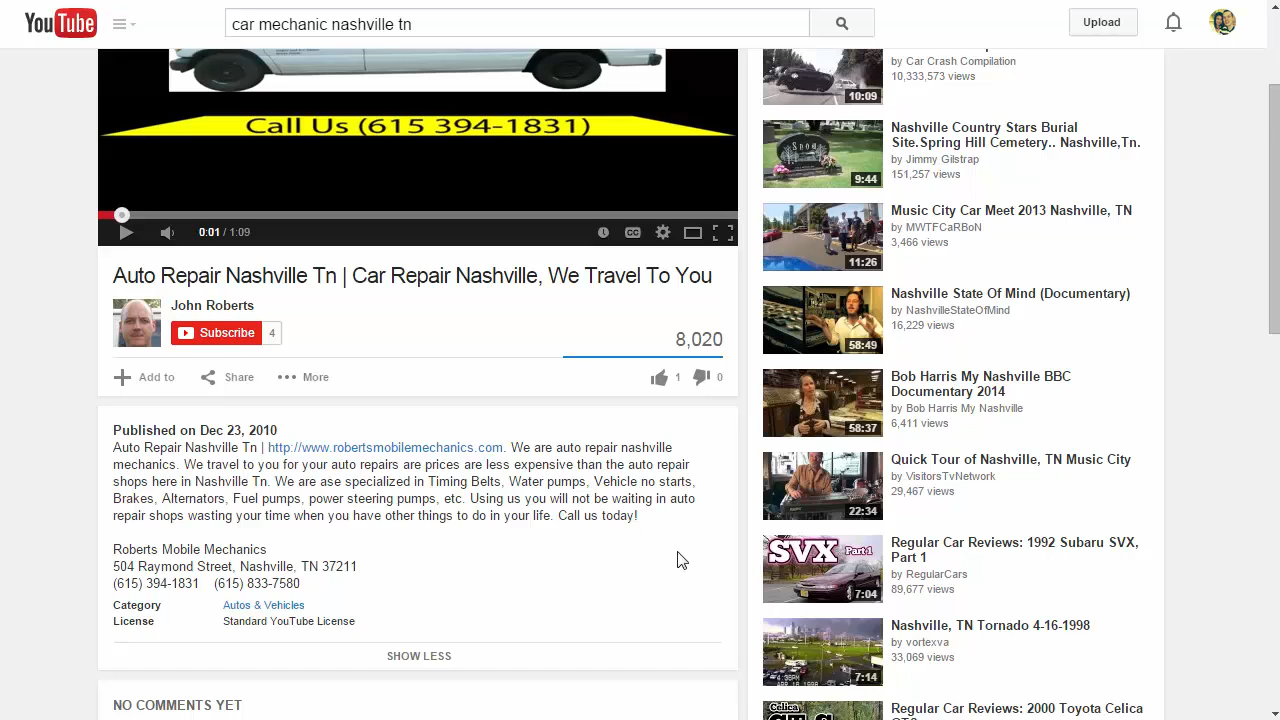 YouTube
car mechanic nashville tn
Upload
Call Us (615 394-1831)
0:01 / 1:09
CC
Auto Repair Nashville Tn | Car Repair Nashville, We Travel To You
John Roberts
Subscribe 4
8,020
Add to Share More 1 0
Published on Dec 23, 2010
Auto Repair Nashville Tn | http://www.robertsmobilemechanics.com. We are auto repair nashville
mechanics. We travel to you for your auto repairs are prices are less expensive than the auto repair
shops here in Nashville Tn. We are ase specialized in Timing Belts, Water pumps, Vehicle no starts,
Brakes, Alternators, Fuel pumps, power steering pumps, etc. Using us you will not be waiting in auto
repair shops wasting your time when you have other things to do in your life. Call us today!
Roberts Mobile Mechanics
504 Raymond Street, Nashville, TN 37211
(615) 394-1831 (615) 833-7580
Category Autos & Vehicles
License Standard YouTube License
SHOW LESS
NO COMMENTS YET
by Car Crash Compilation
10,333,573 views
10:09
Nashville Country Stars Burial
Site.Spring Hill Cemetery.. Nashville,Tn.
by Jimmy Gilstrap
151,257 views
9:44
Music City Car Meet 2013 Nashville, TN
by MWTFCaRBoN
3,466 views
11:26
Nashville State Of Mind (Documentary)
by NashvilleStateOfMind
16,229 views
58:49
Bob Harris My Nashville BBC
Documentary 2014
by Bob Harris My Nashville
6,411 views
58:37
Quick Tour of Nashville, TN Music City
by VisitorsTvNetwork
29,467 views
22:34
Regular Car Reviews: 1992 Subaru SVX,
Part 1
by RegularCars
89,677 views
SVX Part 1
7:04
Nashville, TN Tornado 4-16-1998
by vortexva
33,069 views
7:14
Regular Car Reviews: 2000 Toyota Celica
Celica